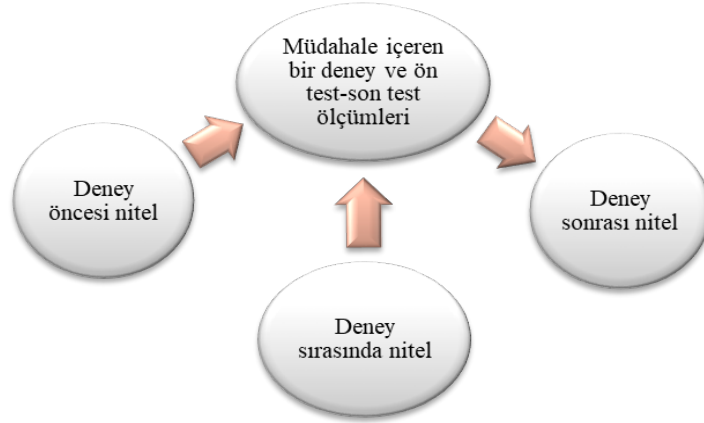 Müdahale içeren
bir deney ve ön
test-son test
ölçümleri
Deney
öncesi nitel
Deney
sonrası nitel
Deney
sırasında nitel